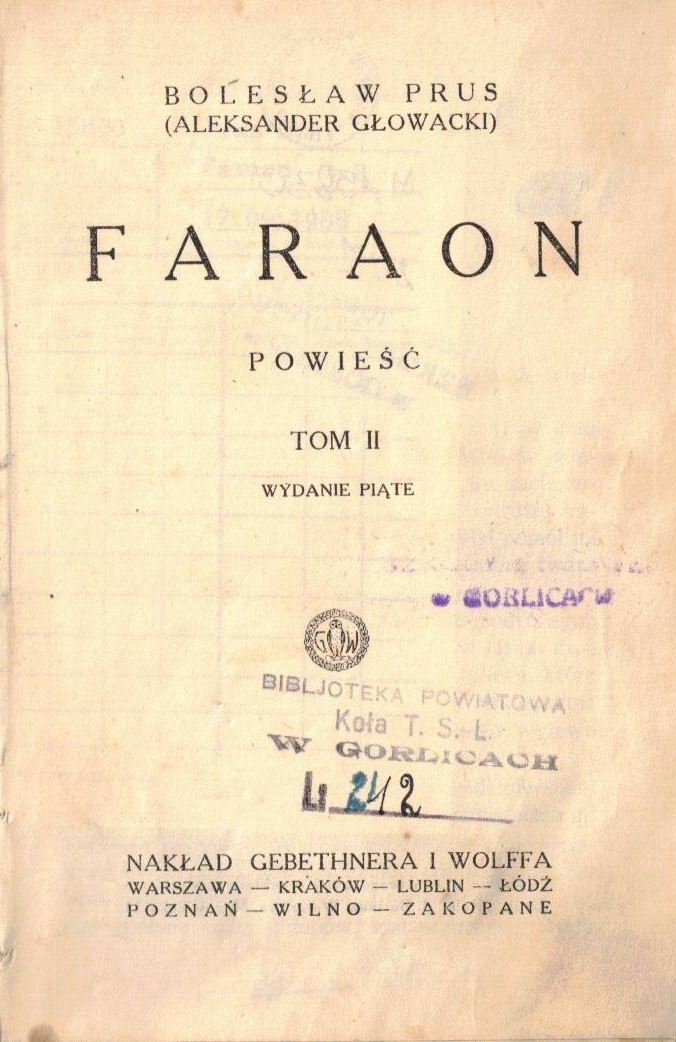 BOLESŁAW PRUS
(ALEKSANDER GŁOWACKI)
FARAON
POWIEŚĆ
TOM II
WYDANIE PIĄTE
GORLICACH
G W
BIBLJOTEKA POWIATOWA
Koła T. S. L.
W GORLICACH
242
NAKŁAD GEBETHNERA I WOLFFA
WARSZAWA — KRAKÓW — LUBLIN — ŁÓDŹ
POZNAŃ — WILNO — ZAKOPANE